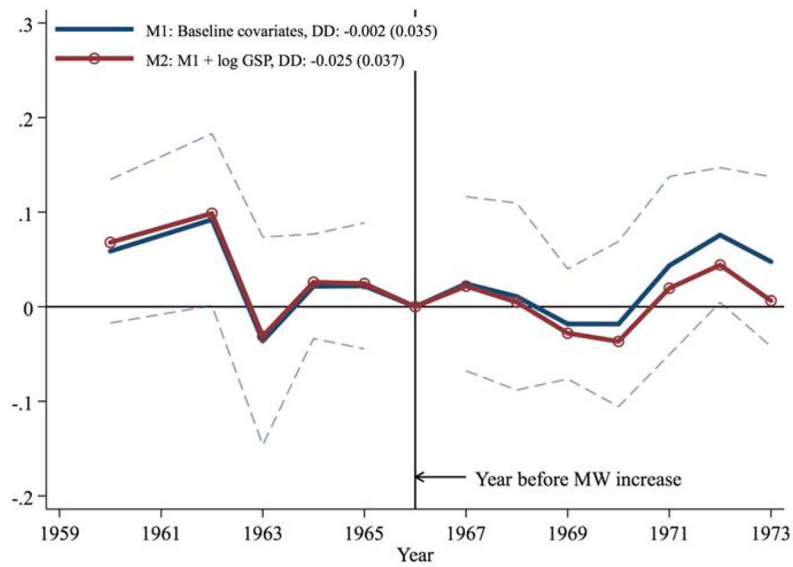 M1: Baseline covariates, DD: -0.002 (0.035)
M2: M1 + log GSP, DD: -0.025 (0.037)
.3
.2
.1
0
-.1
-.2
Year before MW increase
1959 1961 1963 1965 1967 1969 1971 1973
Year